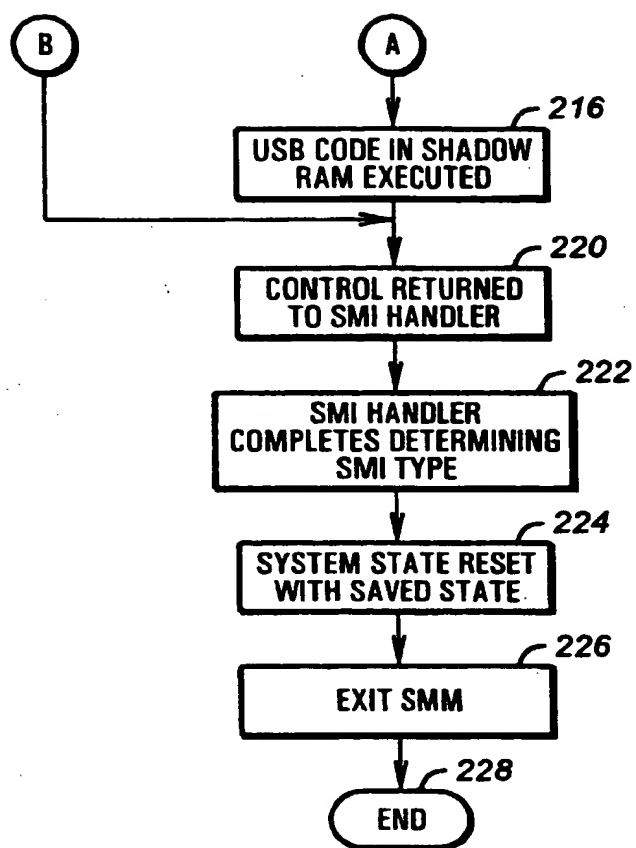 B
A
216
USB CODE IN SHADOW
RAM EXECUTED
220
CONTROL RETURNED
TO SMI HANDLER
222
SMI HANDLER
COMPLETES DETERMINING
SMI TYPE
224
SYSTEM STATE RESET
WITH SAVED STATE
226
EXIT SMM
228
END